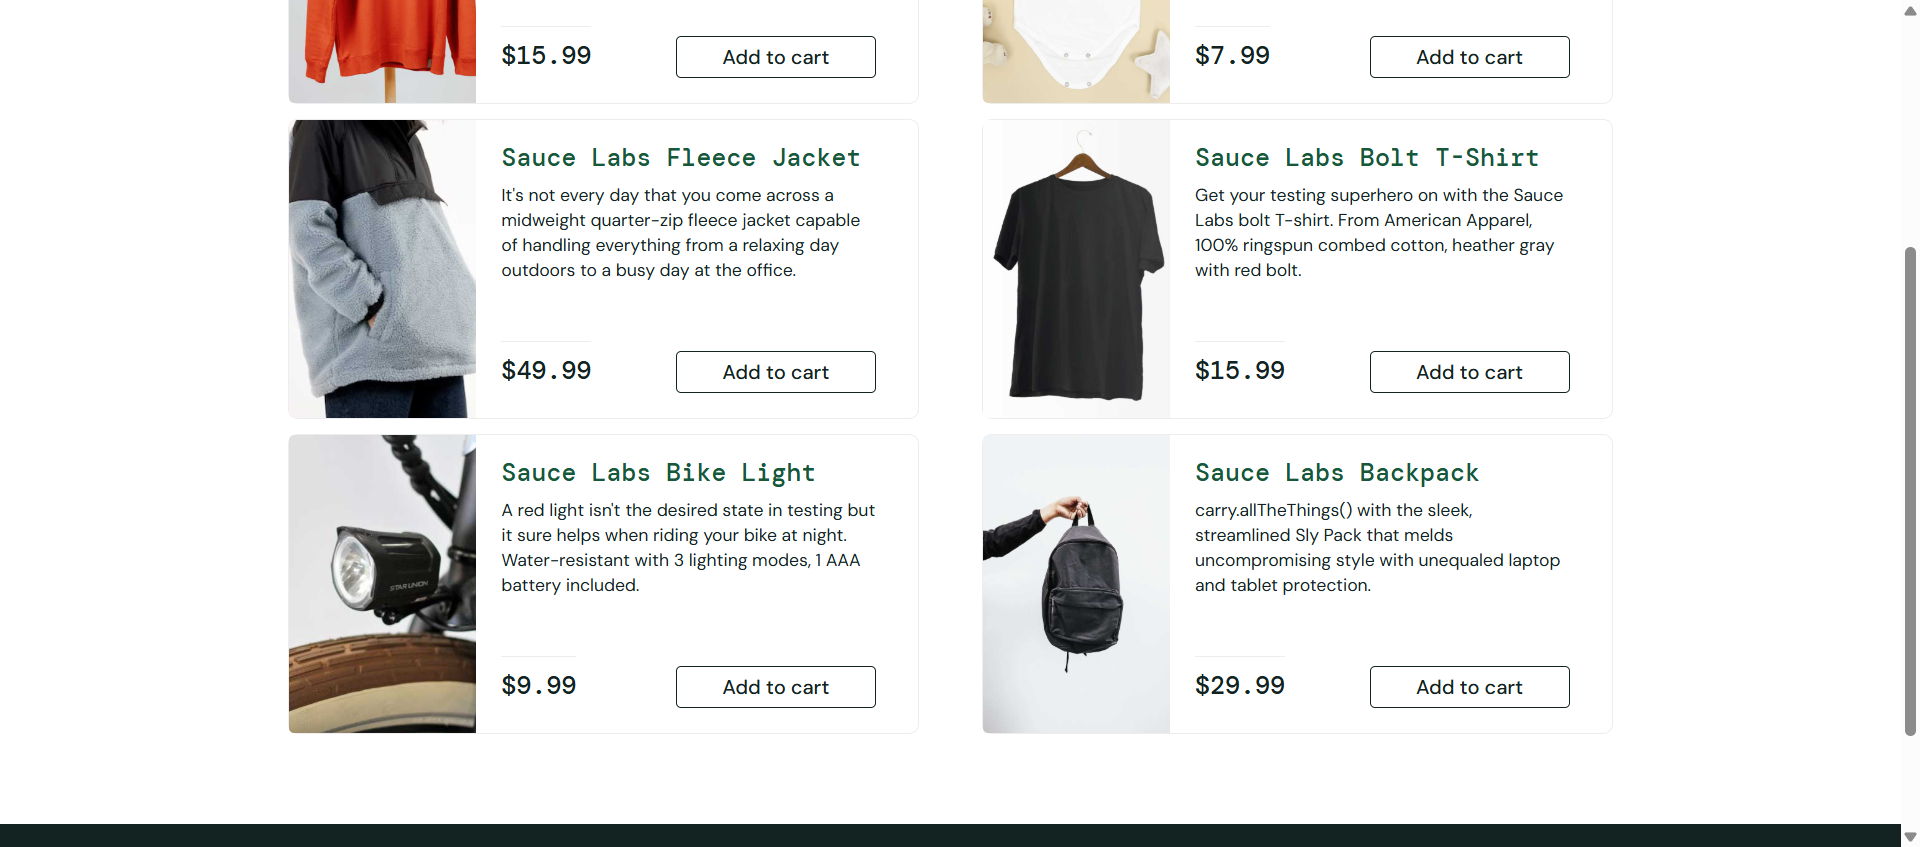 $15.99
Add to cart
$7.99
Add to cart
Sauce Labs Fleece Jacket
It's not every day that you come across a
midweight quarter-zip fleece jacket capable
of handling everything from a relaxing day
outdoors to a busy day at the office.
$49.99
Add to cart
Sauce Labs Bolt T-Shirt
Get your testing superhero on with the Sauce
Labs bolt T-shirt. From American Apparel,
100% ringspun combed cotton, heather gray
with red bolt.
$15.99
Add to cart
STAR UNION
Sauce Labs Bike Light
A red light isn't the desired state in testing but
it sure helps when riding your bike at night.
Water-resistant with 3 lighting modes, 1 AAA
battery included.
$9.99
Add to cart
Sauce Labs Backpack
carry.allTheThings() with the sleek,
streamlined Sly Pack that melds
uncompromising style with unequaled laptop
and tablet protection.
$29.99
Add to cart